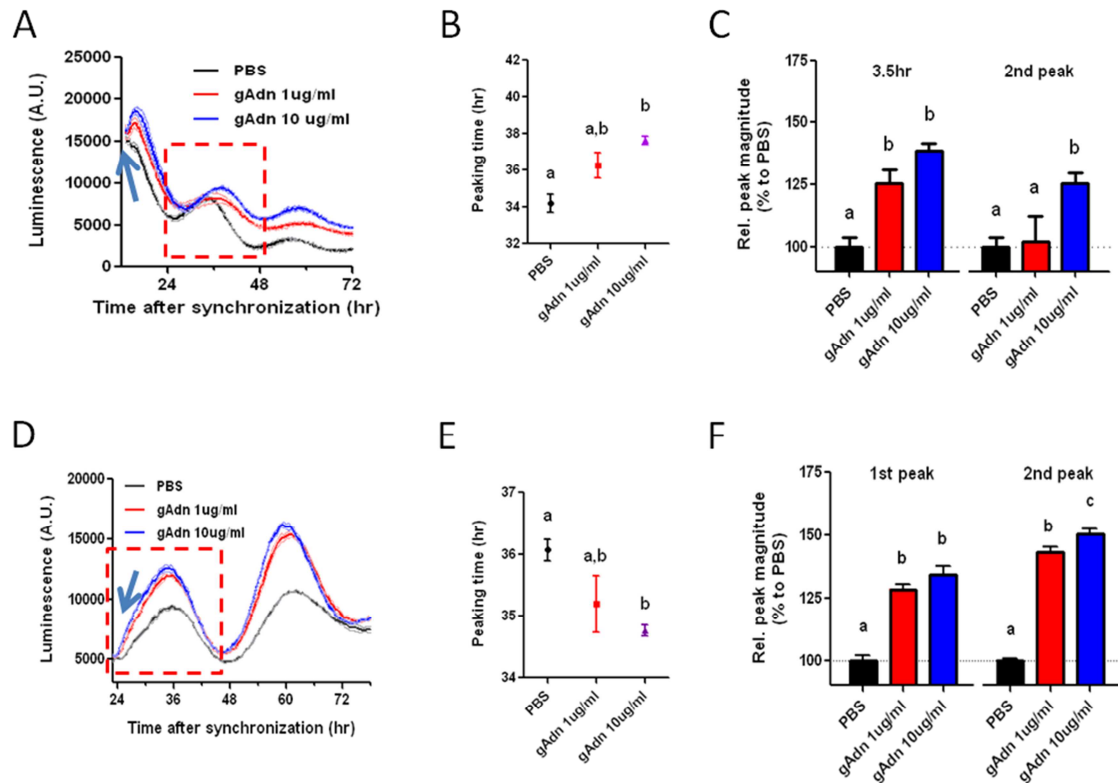 A
25000
20000
15000
10000
5000
0
24
48
72
Luminescence (A.U.)
Time after synchronization (hr)
PBS
gAdn 1ug/ml
gAdn 10 ug/ml
B
42
40
38
36
34
32
Peaking time (hr)
a
a,b
b
PBS
gAdn 1ug/ml
gAdn 10ug/ml
C
175
150
125
100
Rel. peak magnitude
(% to PBS)
3.5hr
2nd peak
a
b
b
a
a
b
PBS
gAdn 1ug/ml
gAdn 10ug/ml
PBS
gAdn 1ug/ml
gAdn 10ug/ml
D
20000
15000
10000
5000
24
36
48
60
72
Luminescence (A.U.)
Time after synchronization (hr)
PBS
gAdn 1ug/ml
gAdn 10ug/ml
E
37
36
35
34
Peaking time (hr)
a
a,b
b
PBS
gAdn 1ug/ml
gAdn 10ug/ml
F
175
150
125
100
Rel. peak magnitude
(% to PBS)
1st peak
2nd peak
a
b
b
a
b
c
PBS
gAdn 1ug/ml
gAdn 10ug/ml
PBS
gAdn 1ug/ml
gAdn 10ug/ml